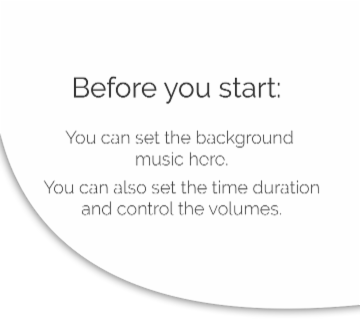 Before you start:
You can set the background
music here.
You can also set the time duration
and control the volumes.